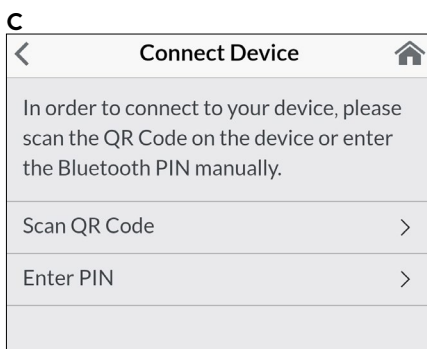 C
Connect Device
In order to connect to your device, please
scan the QR Code on the device or enter
the Bluetooth PIN manually.
Scan QR Code
Enter PIN